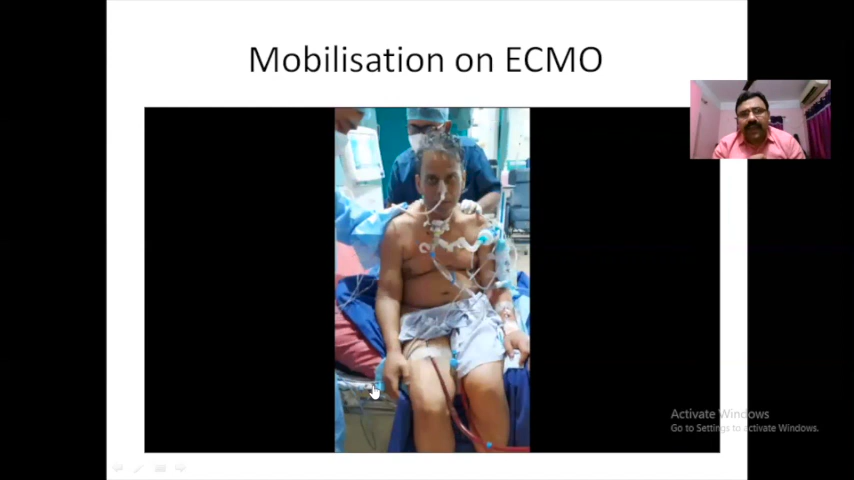 Mobilisation on ECMO
Activate Windows
Go to Settings to activate Windows.